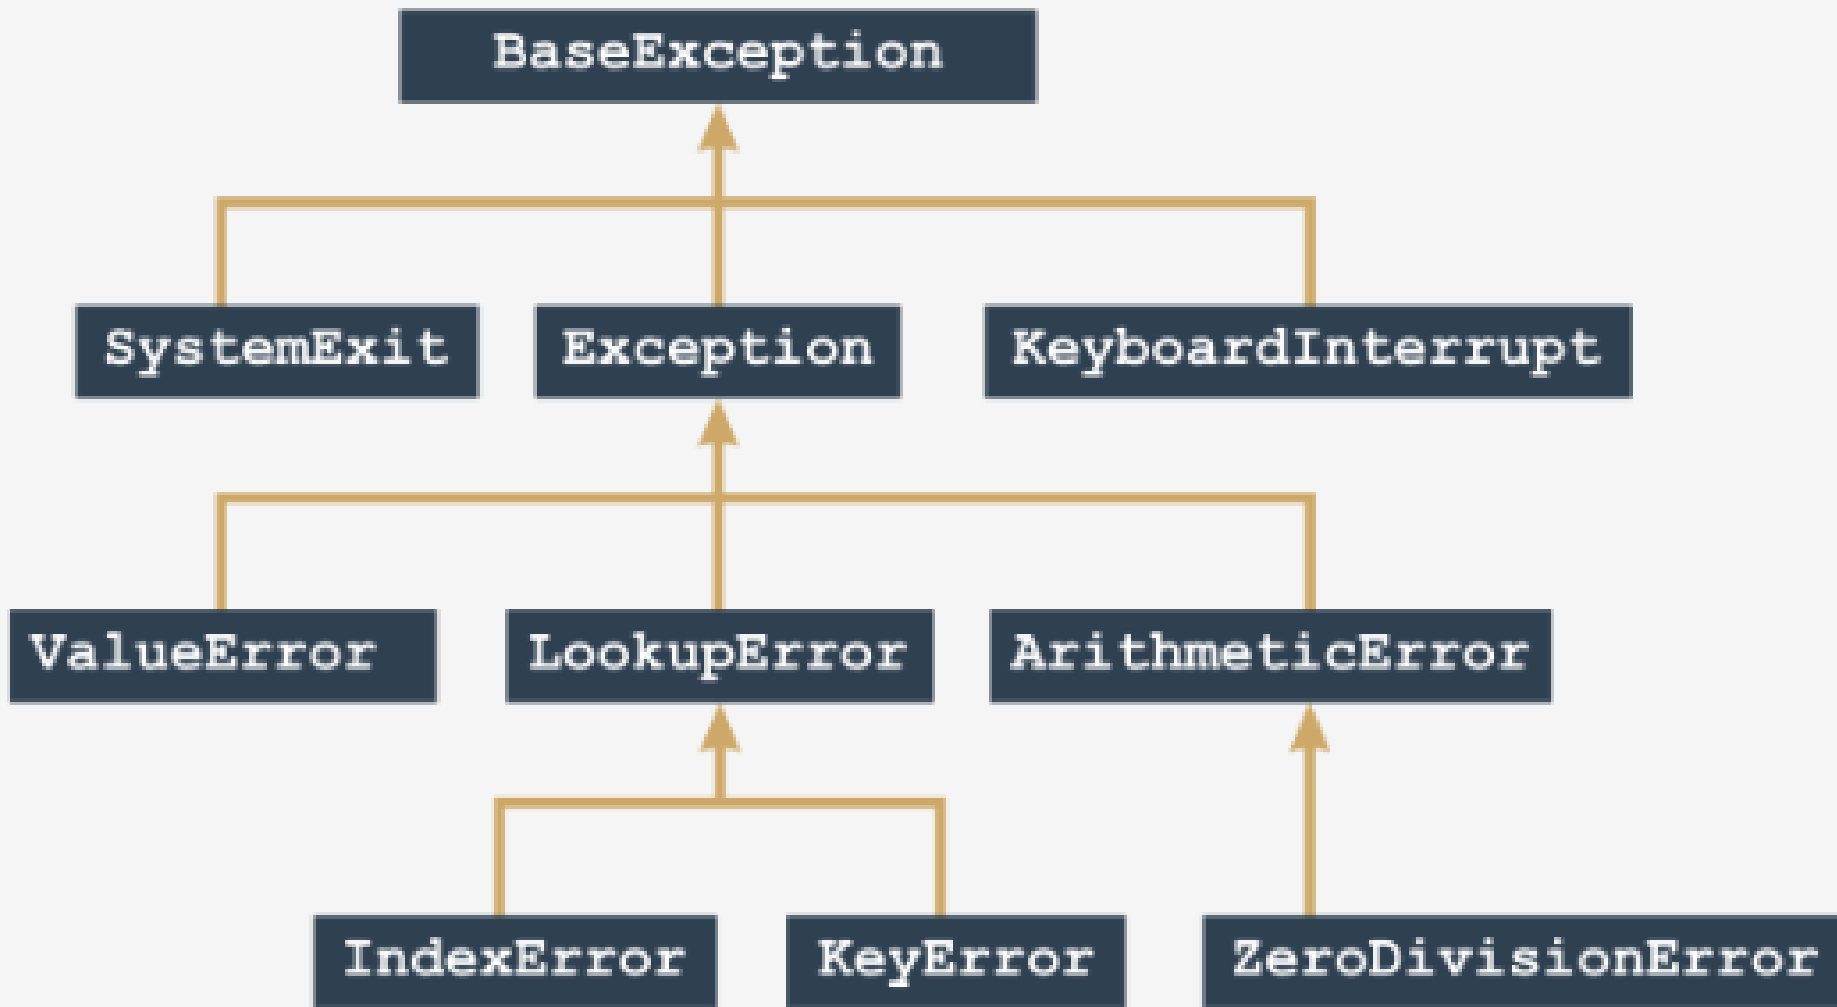 BaseException
SystemExit
Exception
KeyboardInterrupt
ValueError
LookupError
ArithmeticError
IndexError
KeyError
ZeroDivisionError